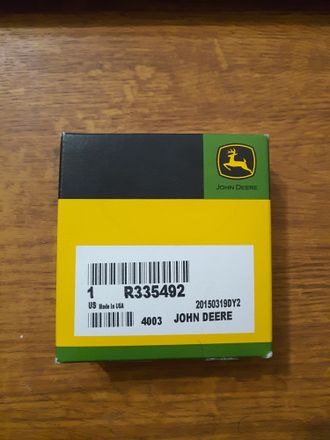 JOHN DEERE
1 R335492
US Made In USA 20150319DY2
4003 JOHN DEERE